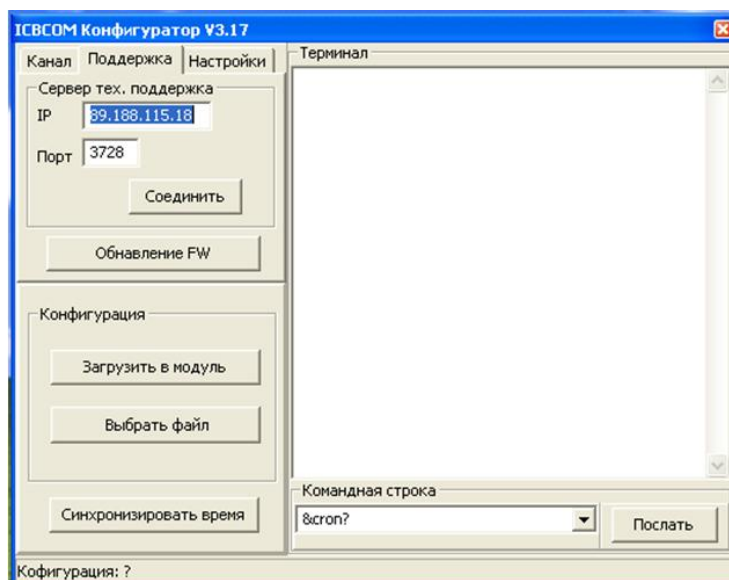 ICBCOM Конфигуратор V3.17
Канал Поддержка Настройки
Сервер тех. поддержка
IP 89.188.115.18
Порт 3728
Соединить
Обнавление FW
Конфигурация
Загрузить в модуль
Выбрать файл
Синхронизировать время
Терминал
Командная строка
&cron?
Послать
Кофигурация: ?